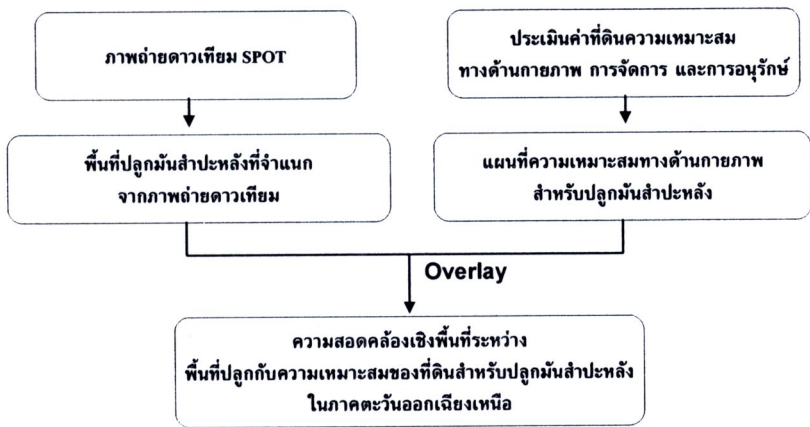 ภาพถ่ายดาวเทียม SPOT
ประเมินค่าที่ดินความเหมาะสม
ทางด้านกายภาพ การจัดการ และการอนุรักษ์
พื้นที่ปลูกมันสำปะหลังที่จำแนก
จากภาพถ่ายดาวเทียม
แผนที่ความเหมาะสมทางด้านกายภาพ
สำหรับปลูกมันสำปะหลัง
Overlay
ความสอดคล้องเชิงพื้นที่ระหว่าง
พื้นที่ปลูกกับความเหมาะสมของที่ดินสำหรับปลูกมันสำปะหลัง
ในภาคตะวันออกเฉียงเหนือ